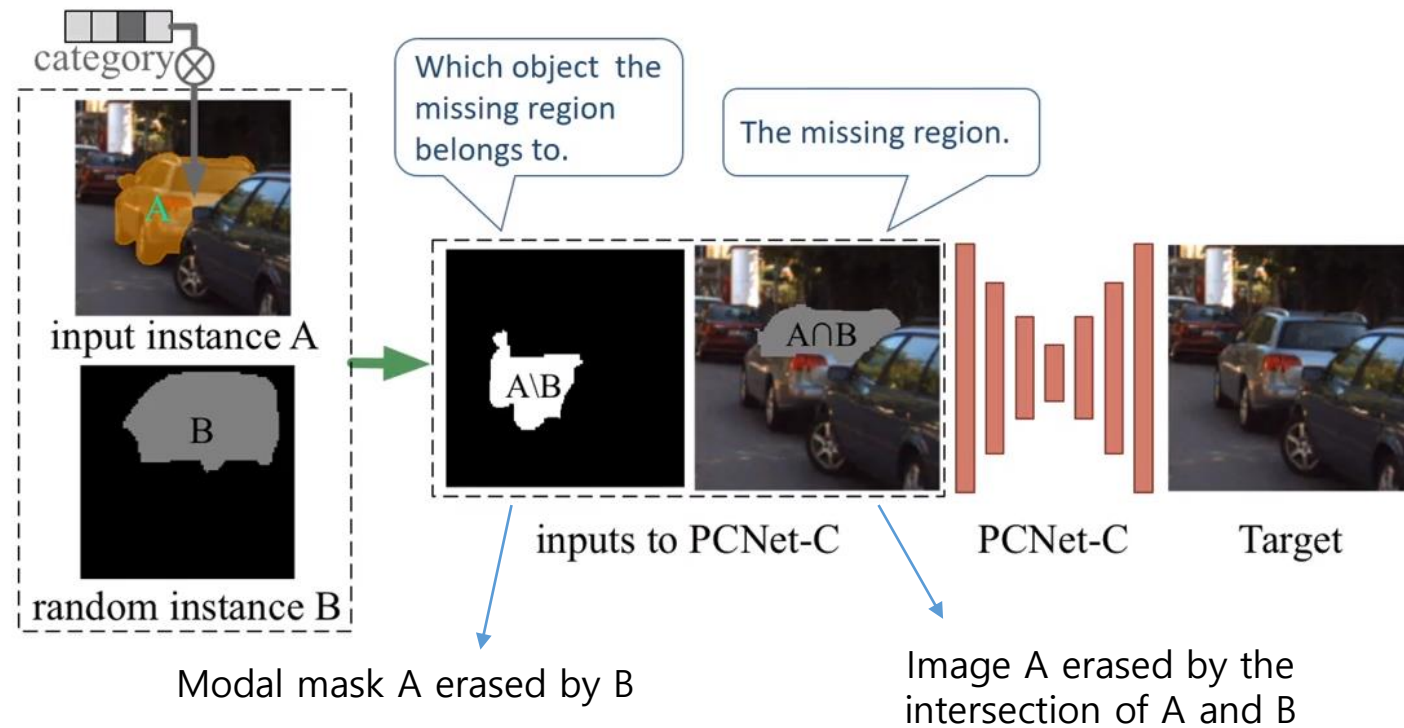 category
A
input instance A
B
random instance B
Which object the
missing region
belongs to.
The missing region.
A\B
A∩B
inputs to PCNet-C
PCNet-C
Target
Modal mask A erased by B
Image A erased by the
intersection of A and B